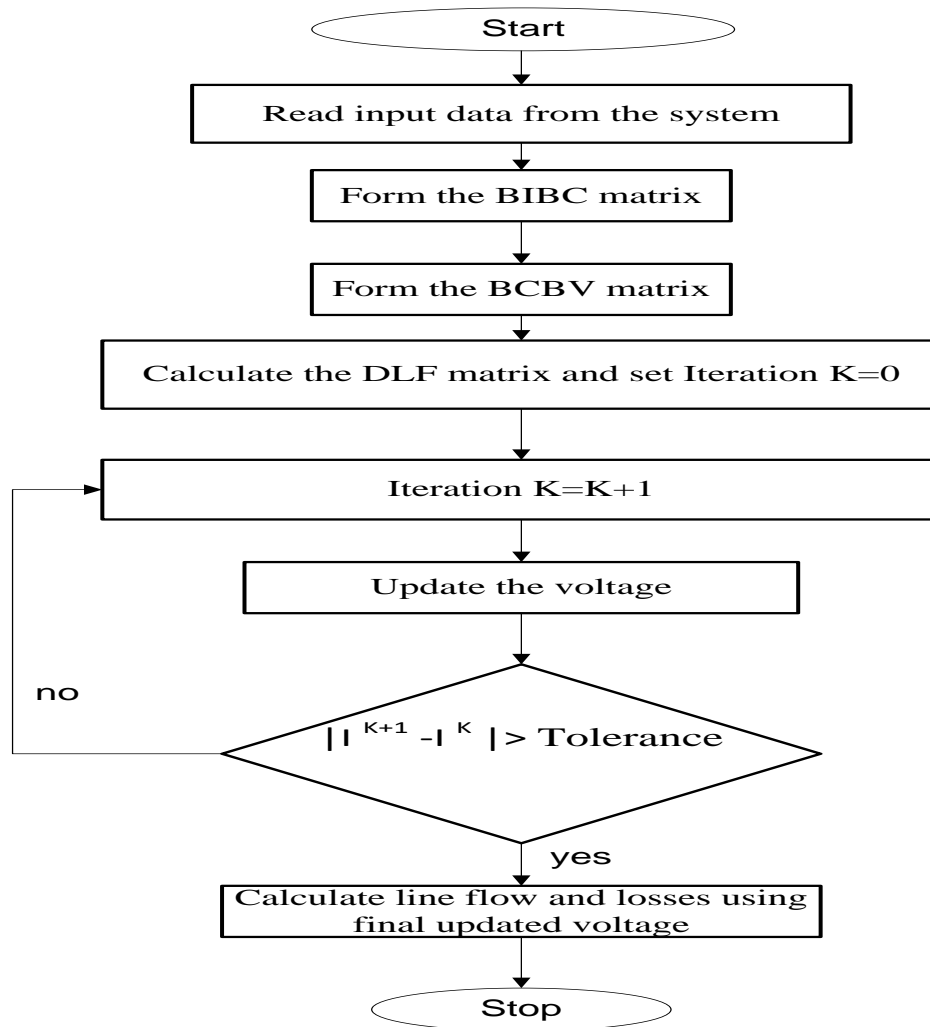 Start
Read input data from the system
Form the BIBC matrix
Form the BCBV matrix
Calculate the DLF matrix and set Iteration K=0
Iteration K=K+1
Update the voltage
no
| I K+1 - I K | > Tolerance
yes
Calculate line flow and losses using
final updated voltage
Stop